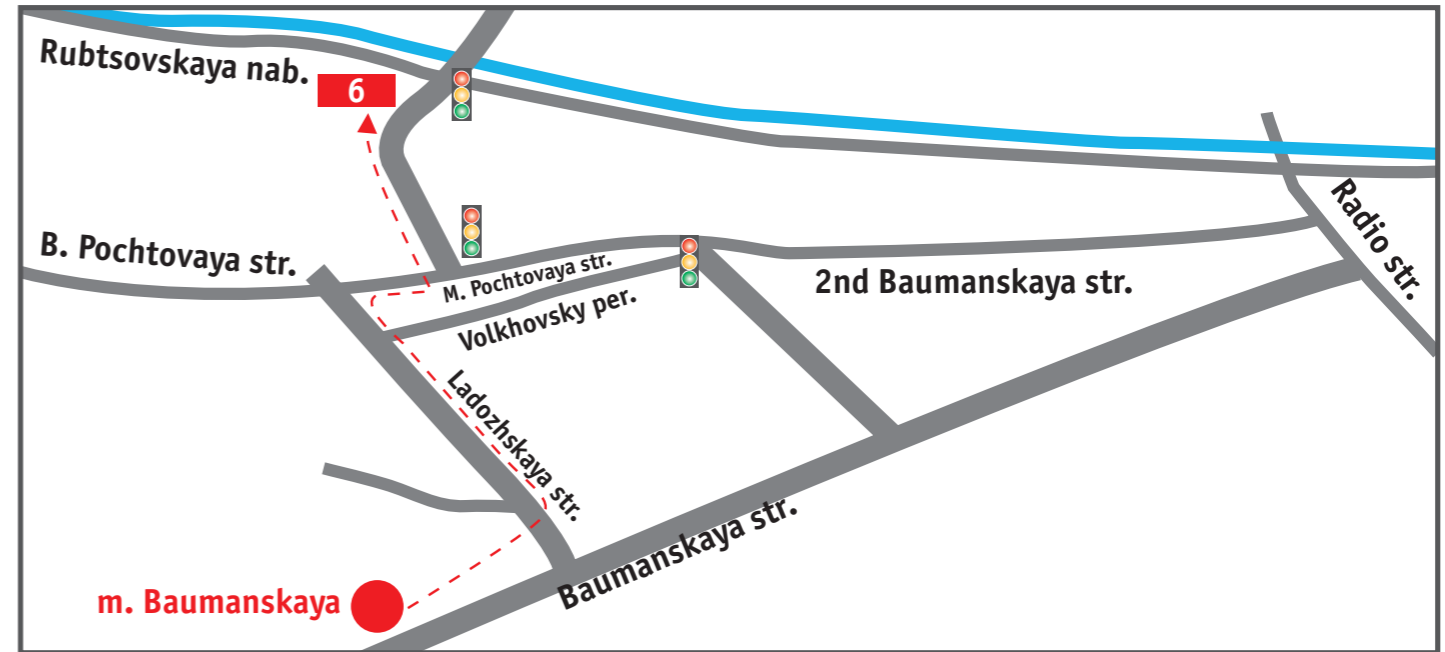 Rubtsovskaya nab.
6
B. Pochtovaya str.
M. Pochtovaya str.
Volkhovsky per.
2nd Baumanskaya str.
Radio str.
Ladozhskaya str.
Baumanskaya str.
m. Baumanskaya